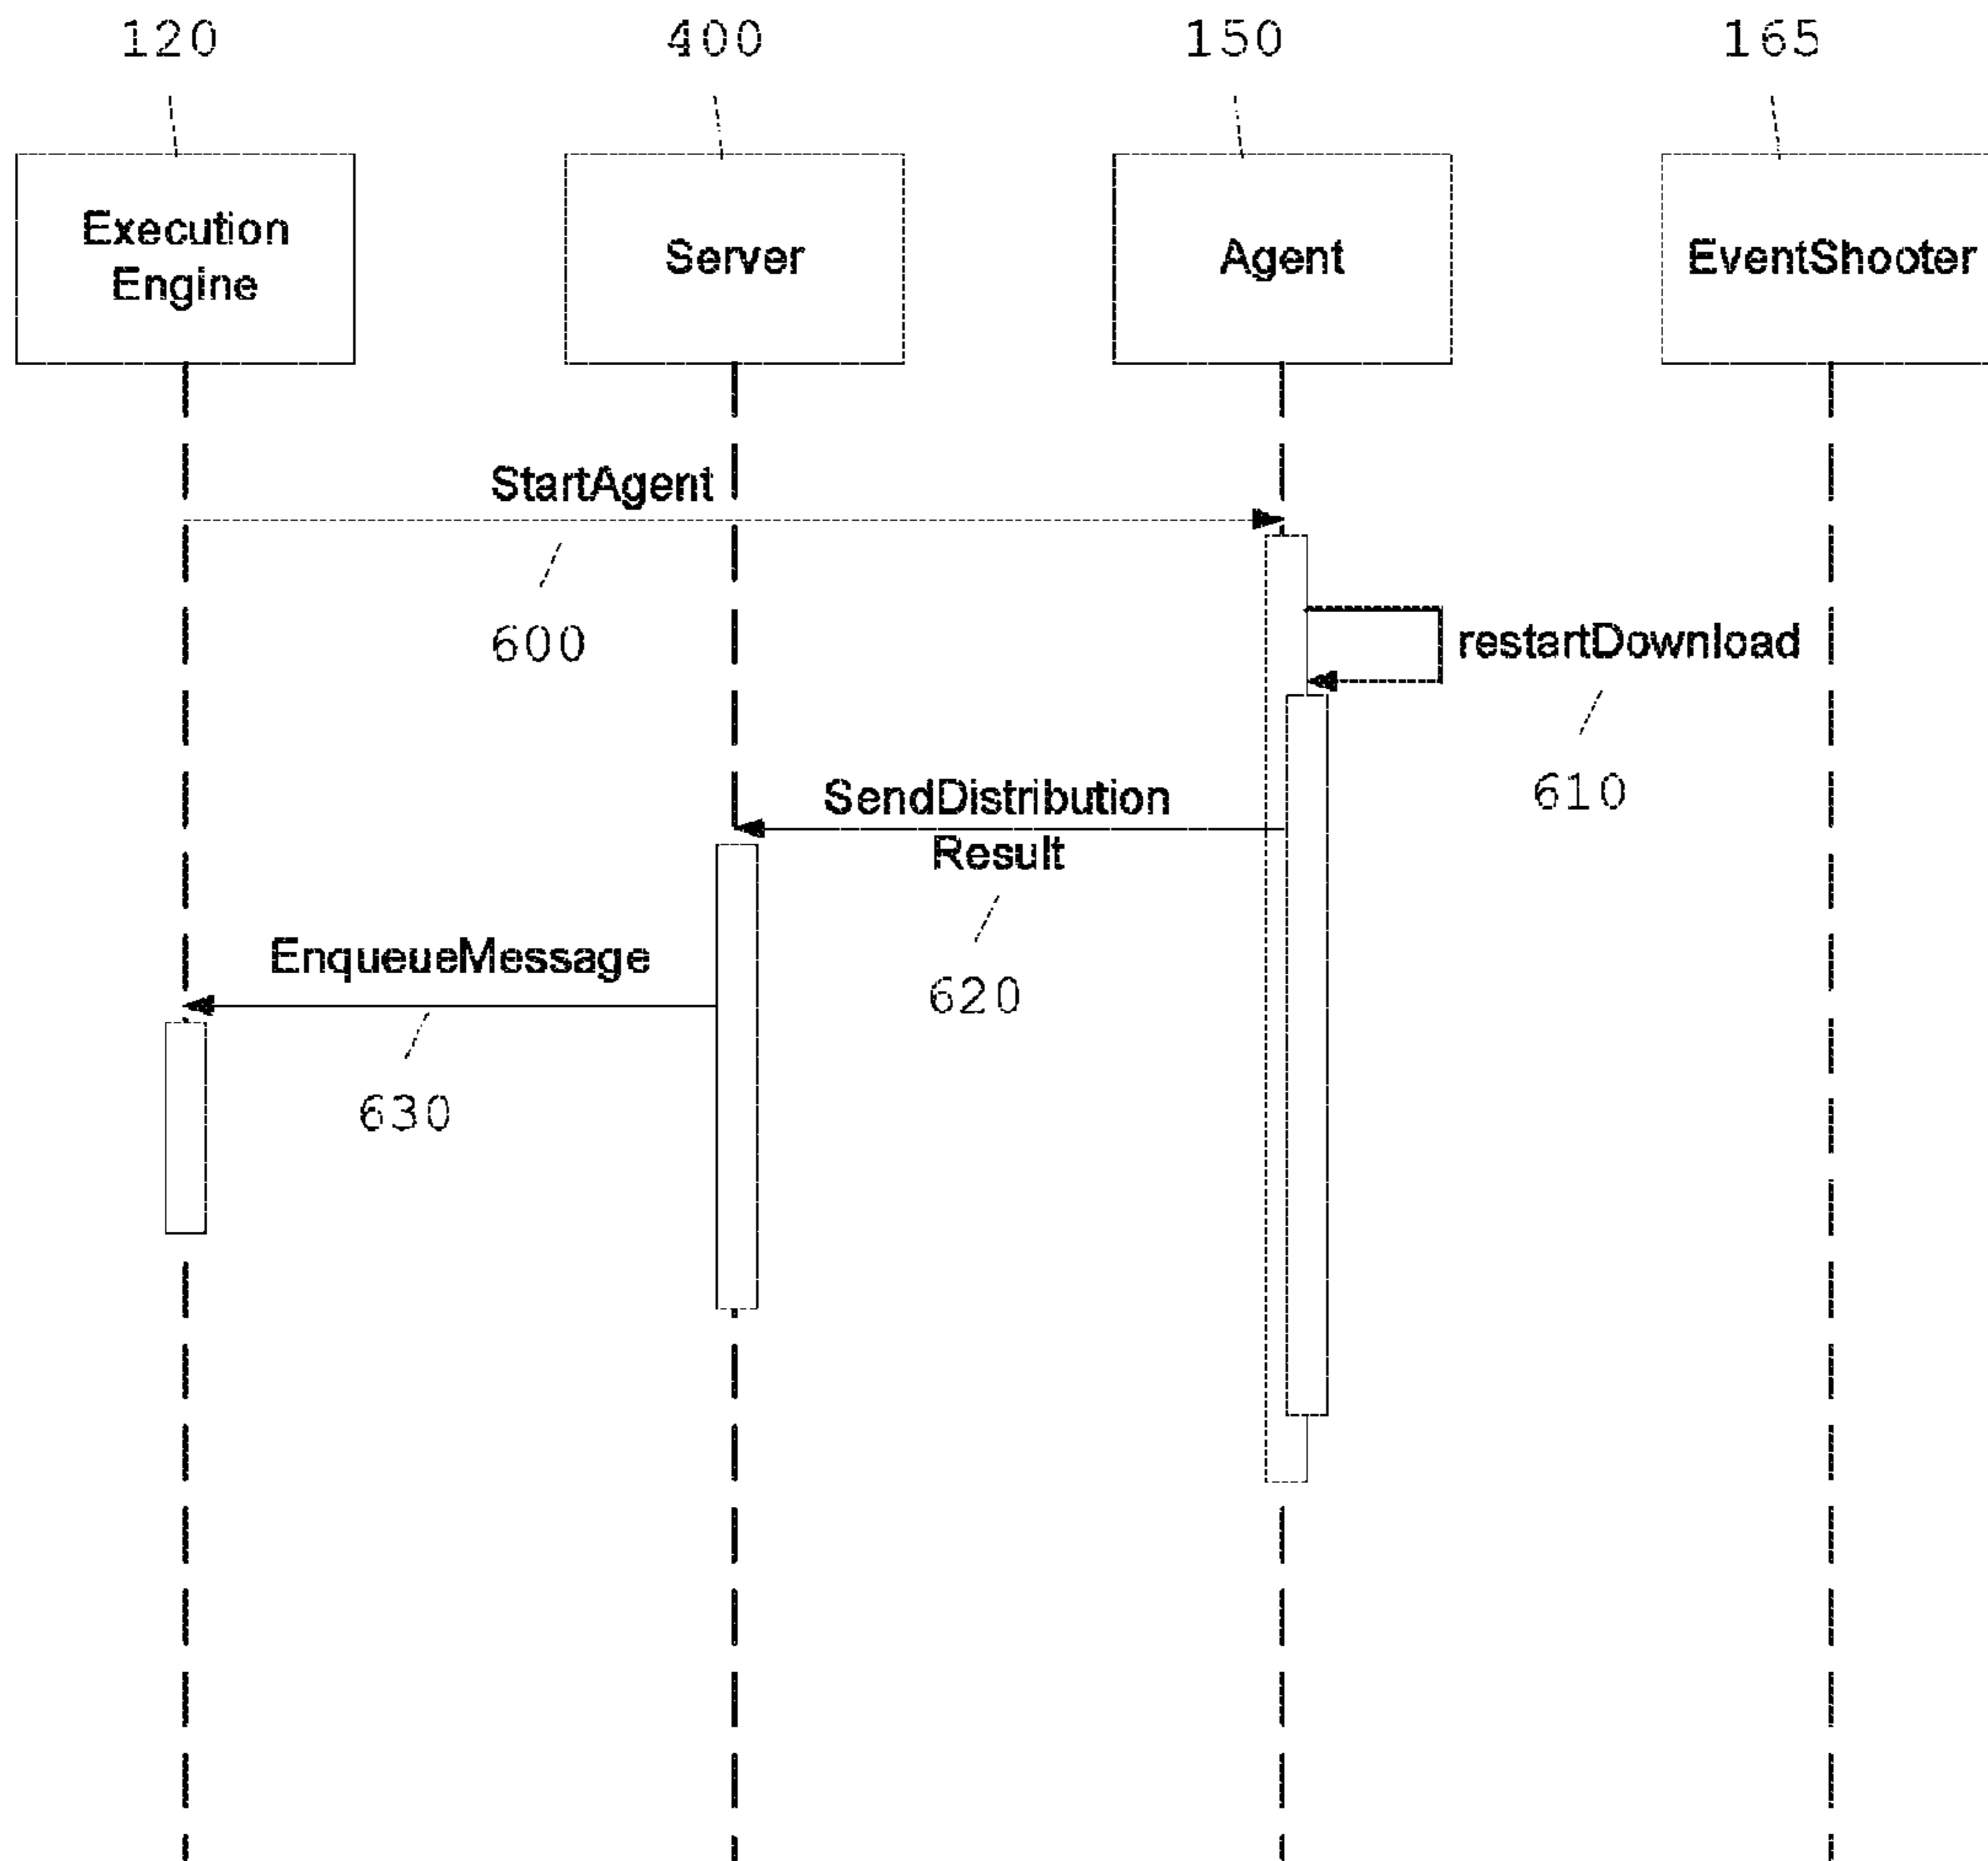 120
400
150
165
Execution
Engine
Server
Agent
EventShooter
StartAgent
600
restartDownload
610
SendDistribution
Result
620
EnqueueMessage
630